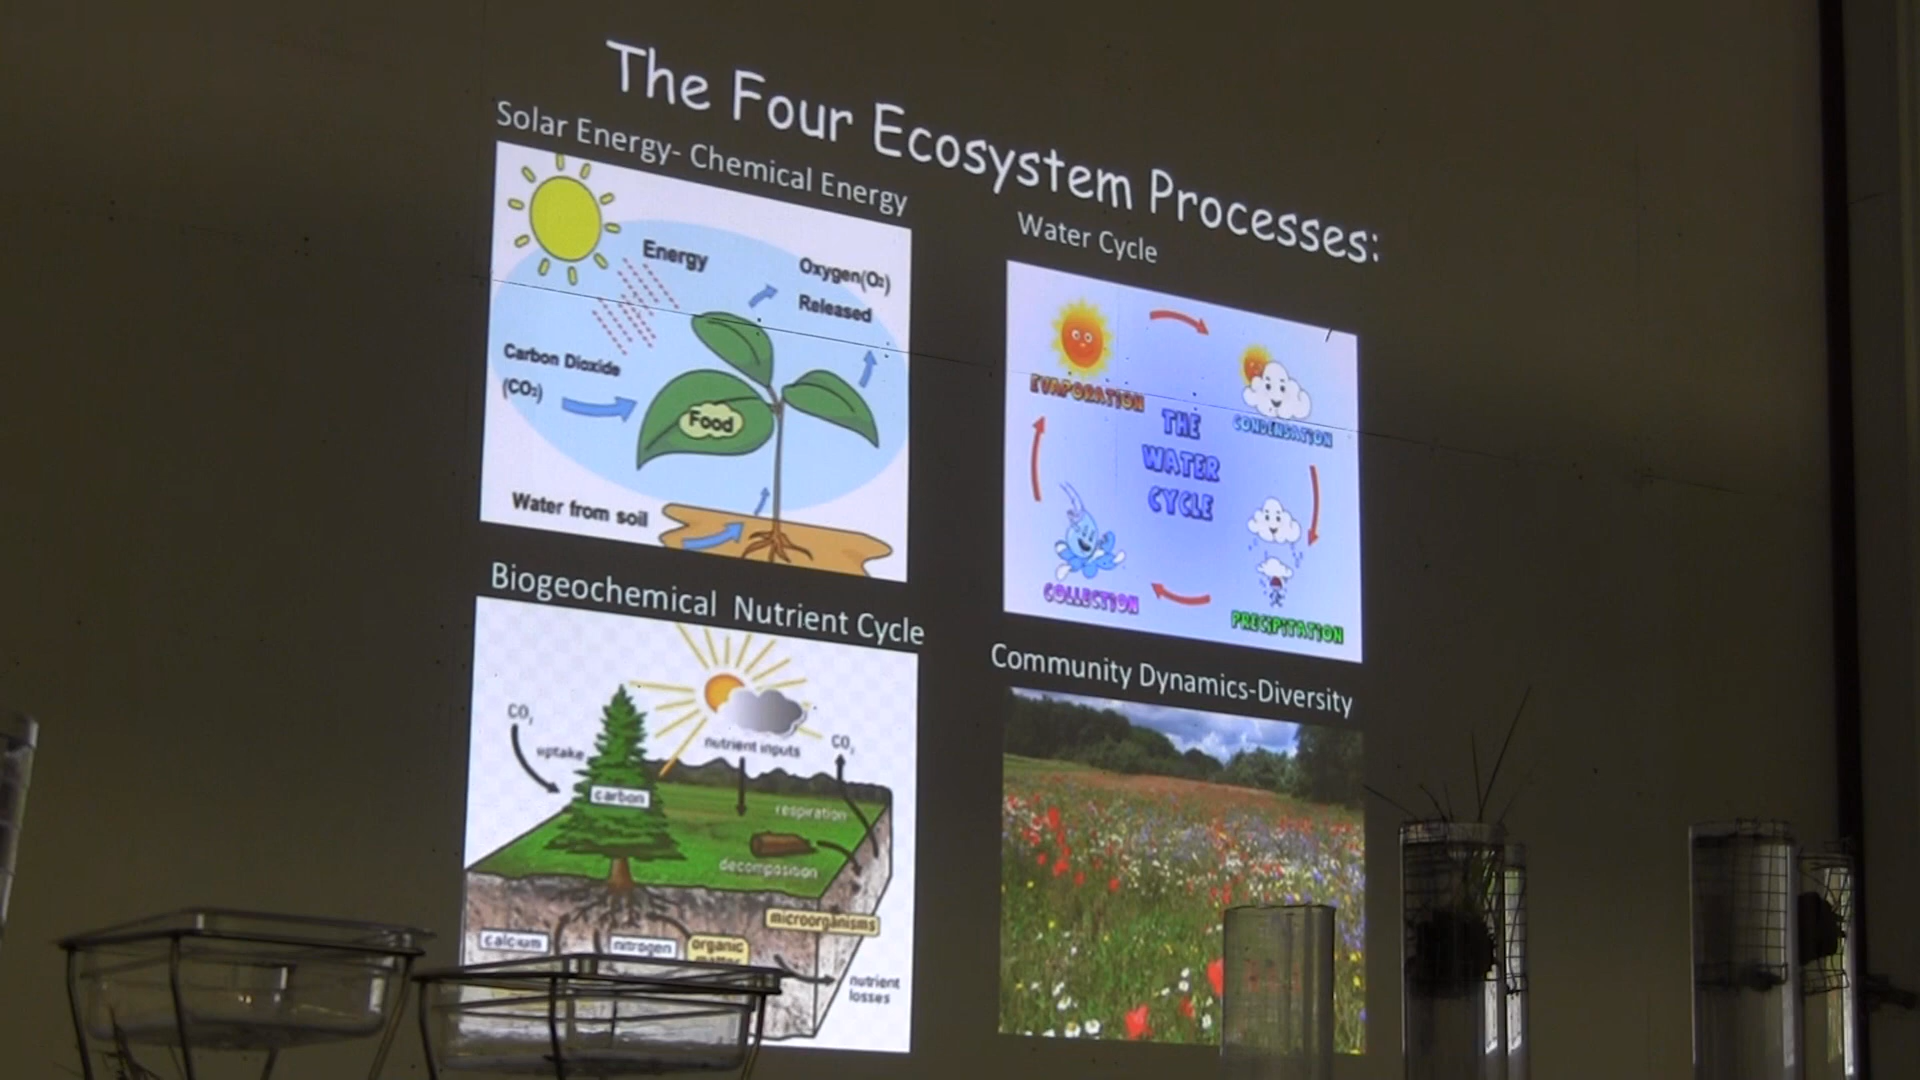 The Four Ecosystem Processes:
Solar Energy- Chemical Energy
Energy
Oxygen(O₂)
Released
Carbon Dioxide
(CO₂)
Food
Water from soil
Water Cycle
EVAPORATION
CONDENSATION
THE
WATER
CYCLE
COLLECTION
PRECIPITATION
Biogeochemical Nutrient Cycle
CO₂
uptake
nutrient inputs
CO₂
carbon
respiration
decomposition
microorganisms
calcium
nitrogen
organic
matter
nutrient
losses
Community Dynamics-Diversity